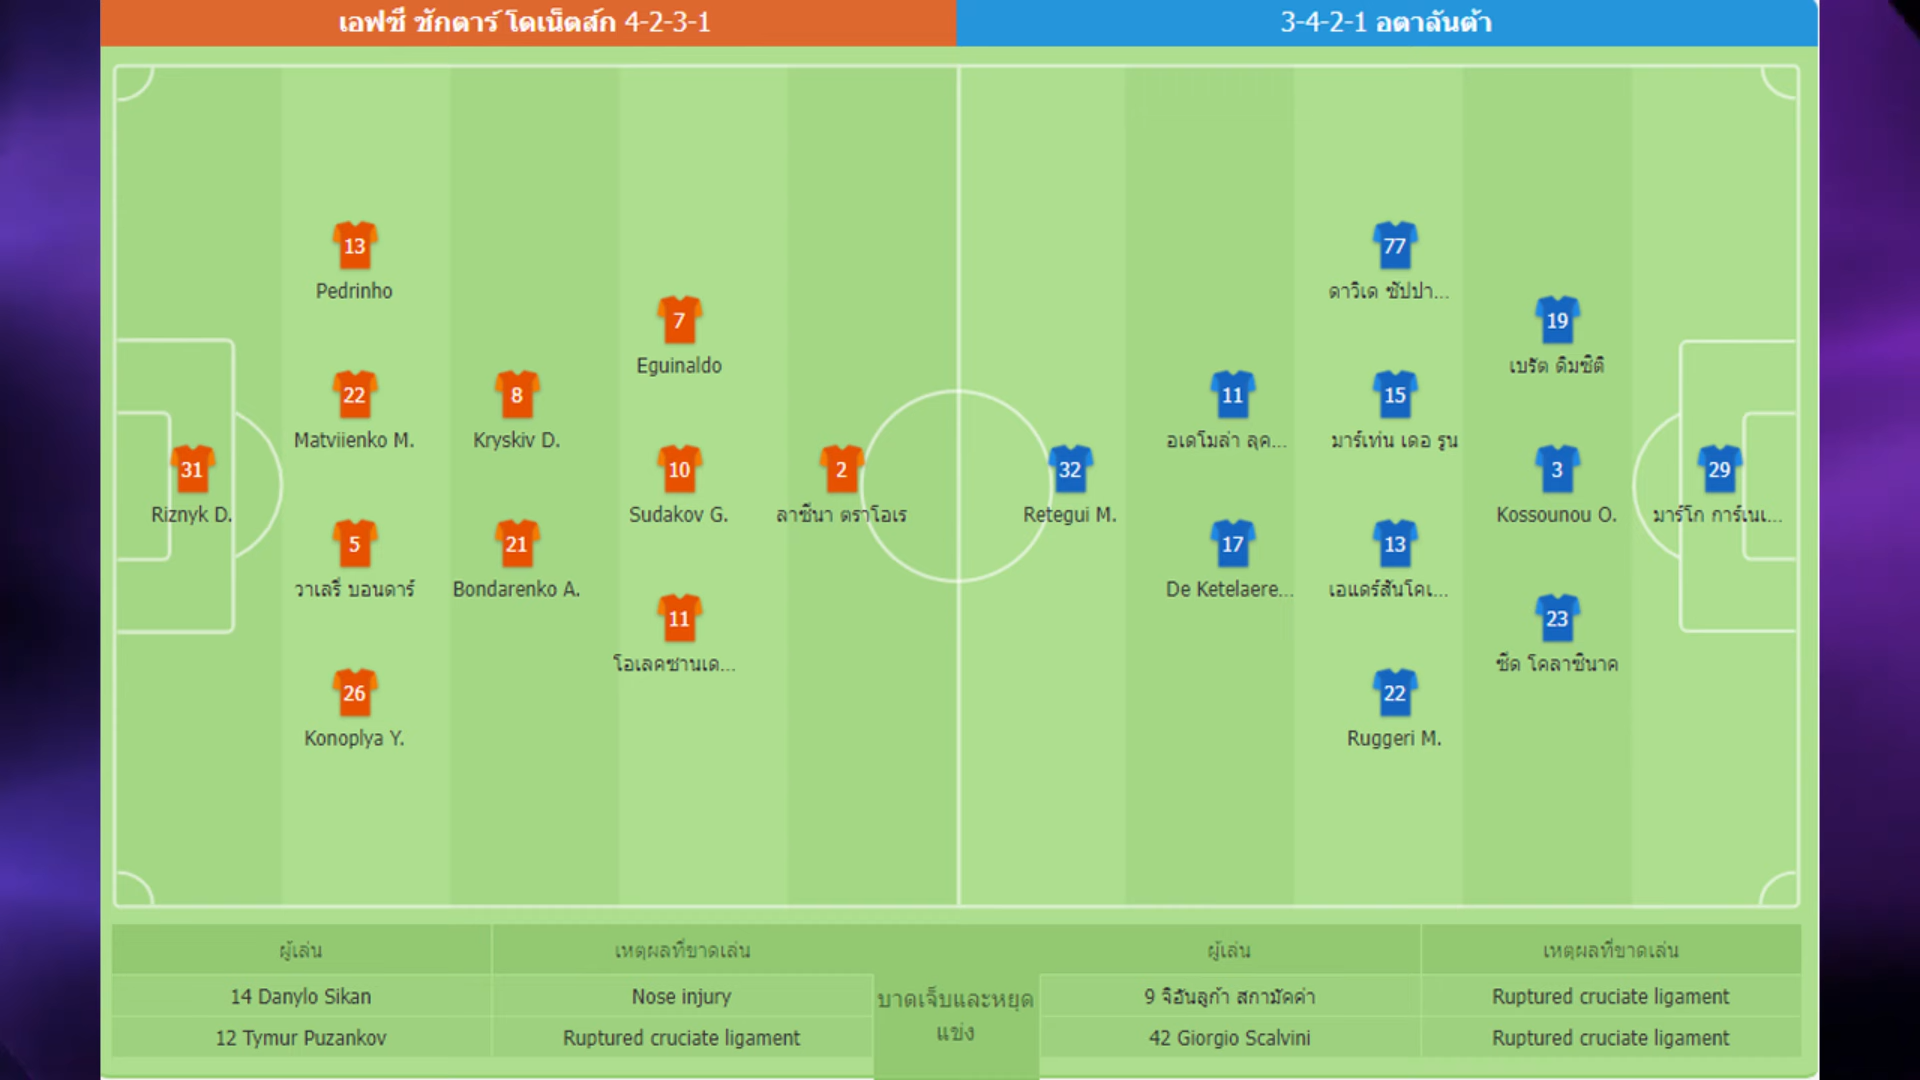 เอฟซี ชัคตาร์ โดเน็ตส์ก 4-2-3-1
3-4-2-1 อตาลันต้า
13
Pedrinho
77
ดาวิเด ซัปปา...
7
Eguinaldo
19
เบรัต ดิมซิติ
22
Matviienko M.
8
Kryskiv D.
11
อเดโมล่า ลุค...
15
มาร์เท่น เดอ รูน
31
Riznyk D.
10
Sudakov G.
2
ลาซีนา ตราโอเร
32
Retegui M.
3
Kossounou O.
29
มาร์โก การ์เนเ...
5
วาเลรี่ บอนดาร์
21
Bondarenko A.
17
De Ketelaere...
13
เอแดร์สันโคเ...
11
โอเลคซานเด...
23
ซีด โคลาซินาค
26
Konoplya Y.
22
Ruggeri M.
ผู้เล่น
เหตุผลที่ขาดเล่น
ผู้เล่น
เหตุผลที่ขาดเล่น
14 Danylo Sikan
Nose injury
12 Tymur Puzankov
Ruptured cruciate ligament
บาดเจ็บและหยุด
แข่ง
9 จิอันลูก้า สกามัคค่า
Ruptured cruciate ligament
42 Giorgio Scalvini
Ruptured cruciate ligament